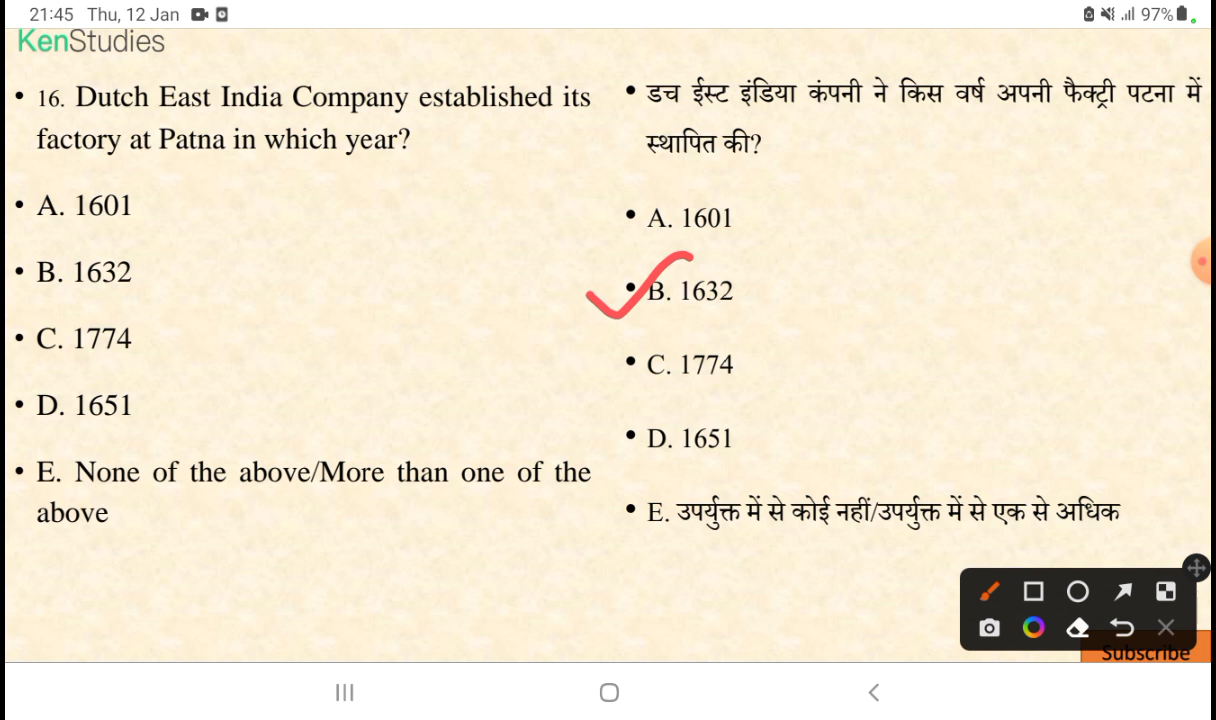 21:45 Thu, 12 Jan
97%
KenStudies
• 16. Dutch East India Company established its
factory at Patna in which year?
• A. 1601
• B. 1632
• C. 1774
• D. 1651
• E. None of the above/More than one of the
above
• डच ईस्ट इंडिया कंपनी ने किस वर्ष अपनी फैक्ट्री पटना में
स्थापित की?
• A. 1601
• B. 1632
• C. 1774
• D. 1651
• E. उपर्युक्त में से कोई नहीं/उपर्युक्त में से एक से अधिक
Subscribe